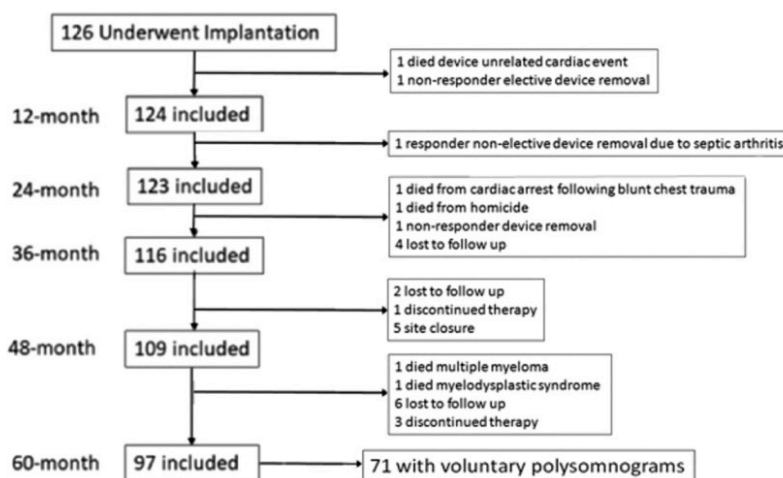 126 Underwent Implantation
1 died device unrelated cardiac event
1 non-responder elective device removal
12-month
124 included
1 responder non-elective device removal due to septic arthritis
24-month
123 included
1 died from cardiac arrest following blunt chest trauma
1 died from homicide
1 non-responder device removal
4 lost to follow up
36-month
116 included
2 lost to follow up
1 discontinued therapy
5 site closure
48-month
109 included
1 died multiple myeloma
1 died myelodysplastic syndrome
6 lost to follow up
3 discontinued therapy
60-month
97 included
71 with voluntary polysomnograms